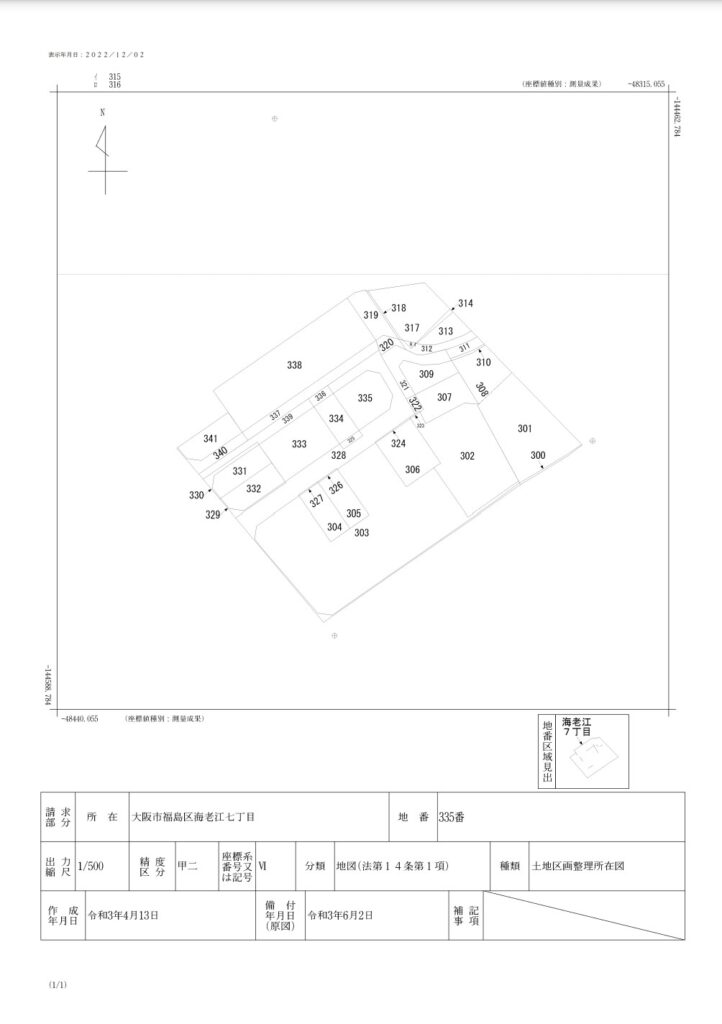 表示年月日：２０２２／１２／０２
イ 315
ロ 316
（座標値種別：測量成果）
-48315.055
-144462.784
N
318
314
319
317
313
320
312
311
310
338
309
321
308
336
335
322
307
337
339
334
323
301
341
333
325
324
302
300
340
328
306
331
330
332
326
327
329
305
304
303
-144588.784
-48440.055
（座標値種別：測量成果）
地番区域見出
海老江
７丁目
請求部分
所在
大阪市福島区海老江七丁目
地番
335番
出力縮尺
1/500
精度区分
甲二
座標系番号又は記号
Ⅵ
分類
地図(法第１４条第１項)
種類
土地区画整理所在図
作成年月日
令和3年4月13日
備付年月日(原図)
令和3年6月2日
補記事項
(1/1)